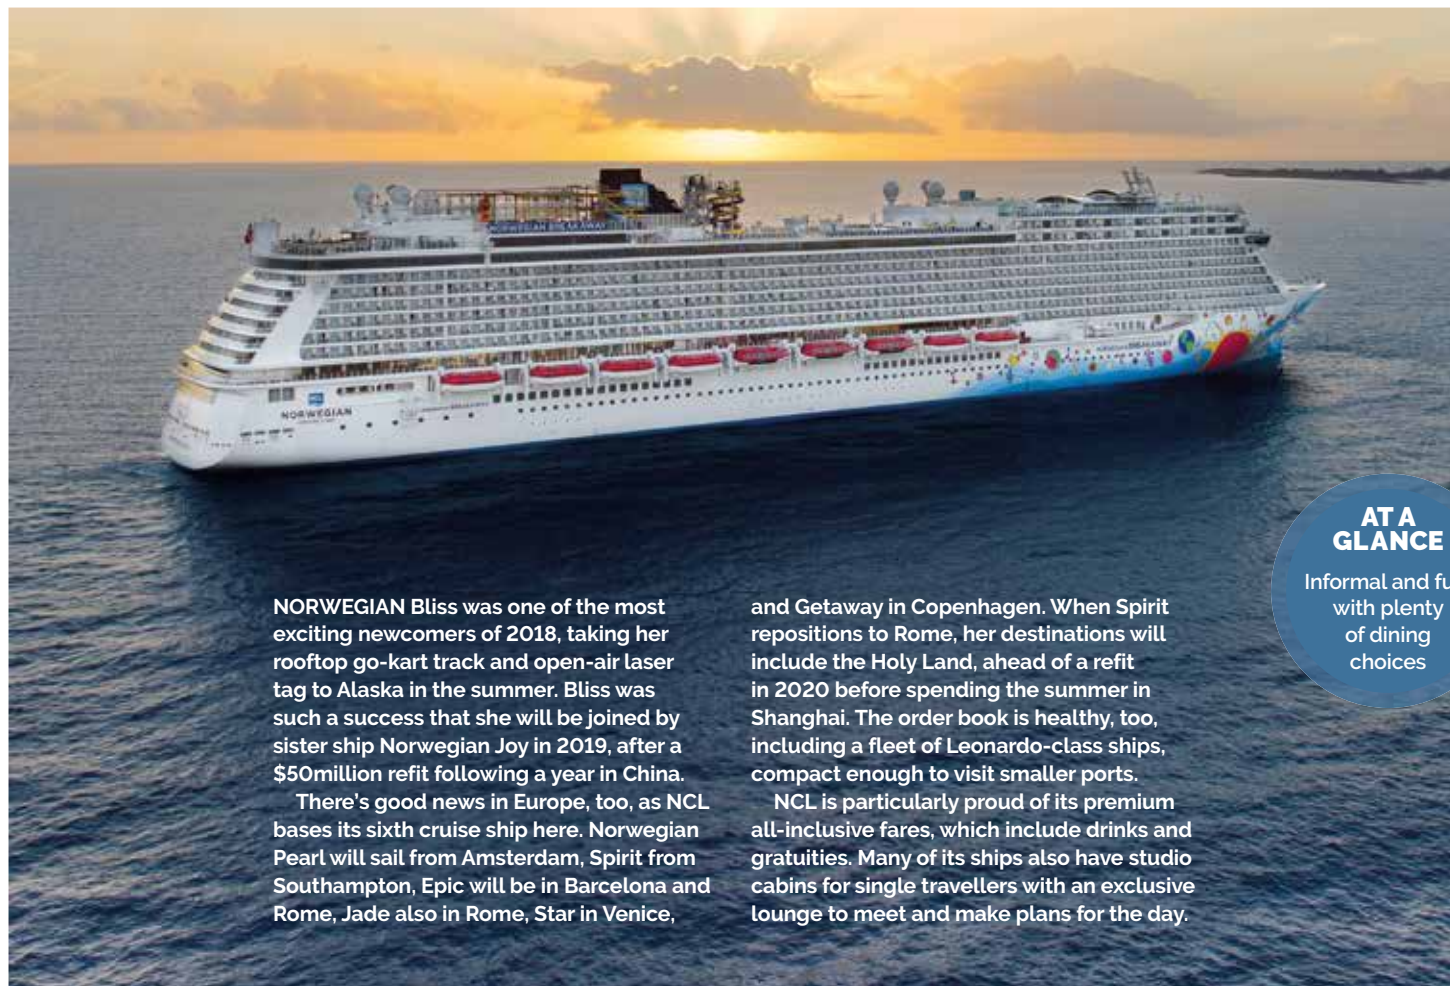 NORWEGIAN BREAKAWAY
NORWEGIAN
NORWEGIAN Bliss was one of the most
exciting newcomers of 2018, taking her
rooftop go-kart track and open-air laser
tag to Alaska in the summer. Bliss was
such a success that she will be joined by
sister ship Norwegian Joy in 2019, after a
$50million refit following a year in China.
There's good news in Europe, too, as NCL
bases its sixth cruise ship here. Norwegian
Pearl will sail from Amsterdam, Spirit from
Southampton, Epic will be in Barcelona and
Rome, Jade also in Rome, Star in Venice,
and Getaway in Copenhagen. When Spirit
repositions to Rome, her destinations will
include the Holy Land, ahead of a refit
in 2020 before spending the summer in
Shanghai. The order book is healthy, too,
including a fleet of Leonardo-class ships,
compact enough to visit smaller ports.
NCL is particularly proud of its premium
all-inclusive fares, which include drinks and
gratuities. Many of its ships also have studio
cabins for single travellers with an exclusive
lounge to meet and make plans for the day.
AT A
GLANCE
Informal and
with plenty
of dining
choices